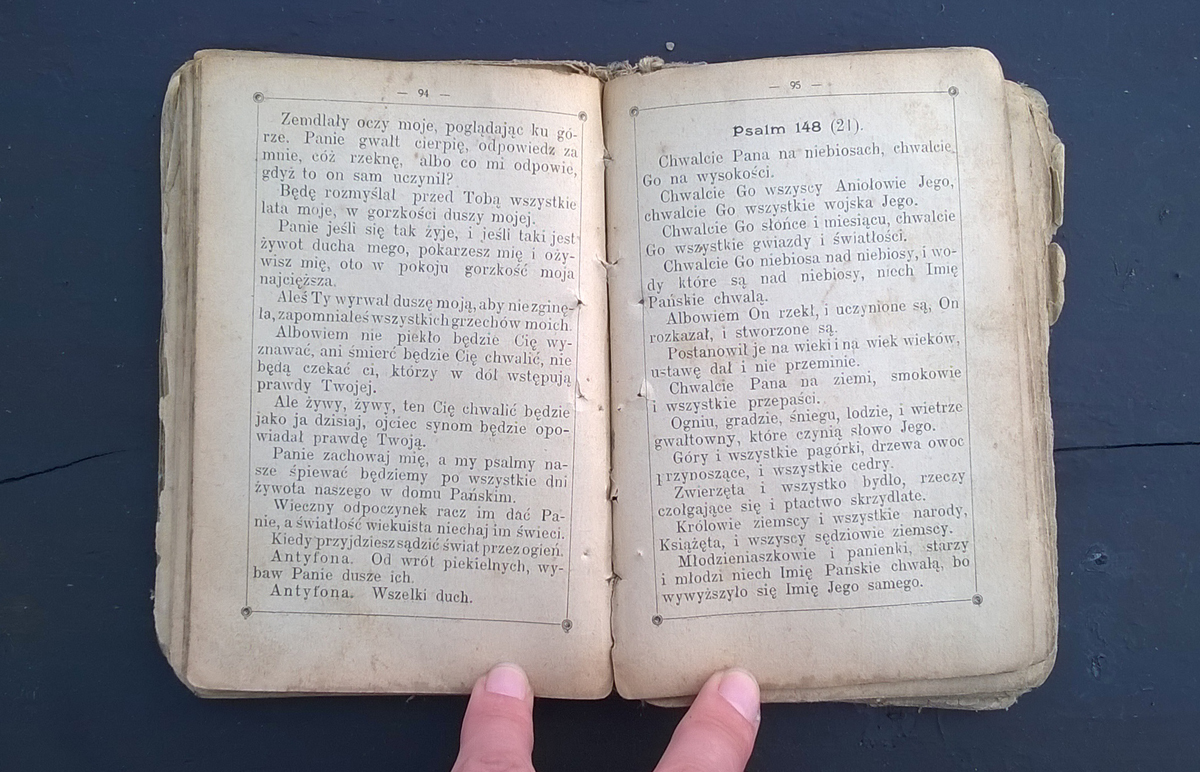 — 94 —
Zemdlały oczy moje, poglądając ku gó-
rze. Panie gwałt cierpię, odpowiedz za
mnie, cóż rzeknę, albo co mi odpowie,
gdyż to on sam uczynił?
Będę rozmyślał przed Tobą wszystkie
lata moje, w gorzkości duszy mojej.
Panie jeśli się tak żyje, i jeśli taki jest
żywot ducha mego, pokarzesz mię i oży-
wisz mię, oto w pokoju gorzkość moja
najcięższa.
Aleś Ty wyrwał duszę moją, aby nie zginę-
ła, zapomniałeś wszystkich grzechów moich.
Albowiem nie piekło będzie Cię wy-
znawać, ani śmierć będzie Cię chwalić, nie
będą czekać ci, którzy w dół wstępują
prawdy Twojej.
Ale żywy, żywy, ten Cię chwalić będzie
jako ja dzisiaj, ojciec synom będzie opo-
wiadał prawdę Twoją.
Panie zachowaj mię, a my psalmy na-
sze śpiewać będziemy po wszystkie dni
żywota naszego w domu Pańskim.
Wieczny odpoczynek racz im dać Pa-
nie, a światłość wiekuista niechaj im świeci.
Kiedy przyjdziesz sądzić świat przez ogień.
Antyfona. Od wrót piekielnych, wy-
baw Panie dusze ich.
Antyfona. Wszelki duch.
— 95 —
Psalm 148 (21).
Chwalcie Pana na niebiosach, chwalcie
Go na wysokości.
Chwalcie Go wszyscy Aniołowie Jego,
chwalcie Go wszystkie wojska Jego.
Chwalcie Go słońce i miesiącu, chwalcie
Go wszystkie gwiazdy i światłości.
Chwalcie Go niebiosa nad niebiosy, i wo-
dy które są nad niebiosy, niech Imię
Pańskie chwalą.
Albowiem On rzekł, i uczynione są, On
rozkazał, i stworzone są.
Postanowił je na wieki i na wiek wieków,
ustawę dał i nie przeminie.
Chwalcie Pana na ziemi, smokowie
i wszystkie przepaści.
Ogniu, gradzie, śniegu, lodzie, i wietrze
gwałtowny, które czynią słowo Jego.
Góry i wszystkie pagórki, drzewa owoc
przynoszące, i wszystkie cedry.
Zwierzęta i wszystko bydło, rzeczy
czołgające się i ptactwo skrzydlate.
Królowie ziemscy i wszystkie narody,
Książęta, i wszyscy sędziowie ziemscy.
Młodzieniaszkowie i panienki, starzy
i młodzi niech Imię Pańskie chwalą, bo
wywyższyło się Imię Jego samego.